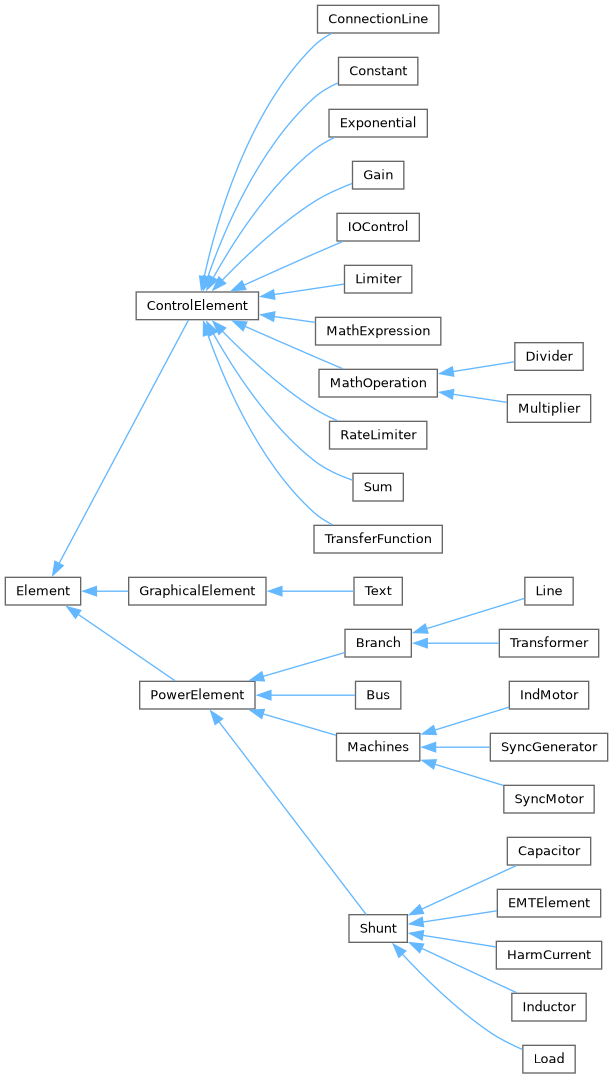 ConnectionLine
Constant
Exponential
Gain
IOControl
Limiter
ControlElement
MathExpression
Divider
MathOperation
Multiplier
RateLimiter
Sum
TransferFunction
Element
GraphicalElement
Text
Line
Branch
Transformer
PowerElement
Bus
IndMotor
Machines
SyncGenerator
SyncMotor
Capacitor
EMTElement
Shunt
HarmCurrent
Inductor
Load